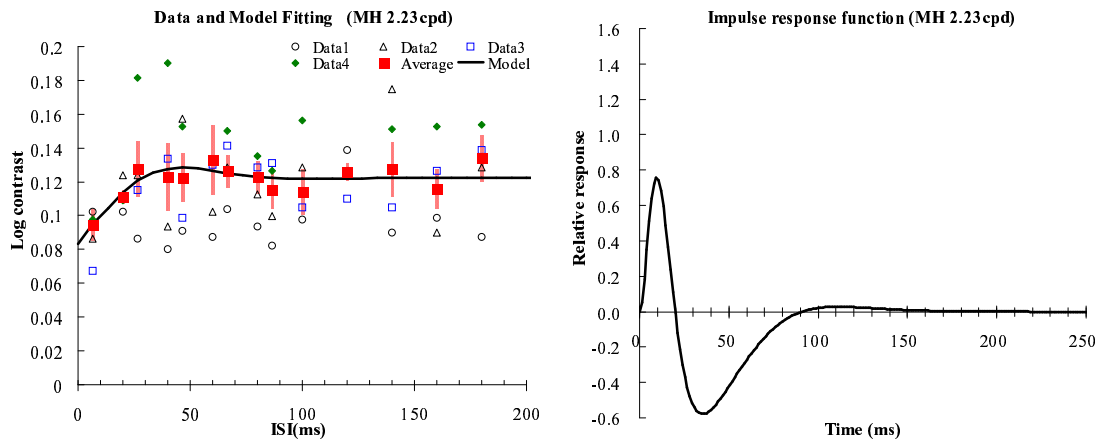 Data and Model Fitting (MH 2.23cpd)
Data1 Data2 Data3
Data4 Average Model
Log contrast
0.2
0.18
0.16
0.14
0.12
0.1
0.08
0.06
0.04
0.02
0
0 50 100 150 200
ISI(ms)
Impulse response function (MH 2.23cpd)
Relative response
1.6
1.4
1.2
1.0
0.8
0.6
0.4
0.2
0.0
-0.2
-0.4
-0.6
0 50 100 150 200 250
Time (ms)